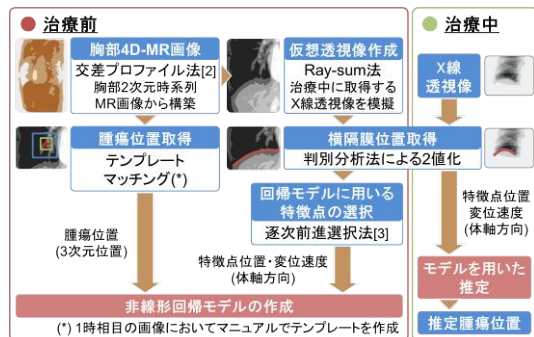 治療前
胸部4D-MR画像
交差プロファイル法[2]
胸部2次元時系列
MR画像から構築
仮想透視像作成
Ray-sum法
治療中に取得する
X線透視像を模擬
腫瘍位置取得
テンプレート
マッチング(*)
横隔膜位置取得
判別分析法による2値化
回帰モデルに用いる
特徴点の選択
逐次前進選択法[3]
腫瘍位置
(3次元位置)
特徴点位置・変位速度
(体軸方向)
非線形回帰モデルの作成
(*) 1時相目の画像においてマニュアルでテンプレートを作成
治療中
X線
透視像
特徴点位置
変位速度
(体軸方向)
モデルを用いた
推定
推定腫瘍位置